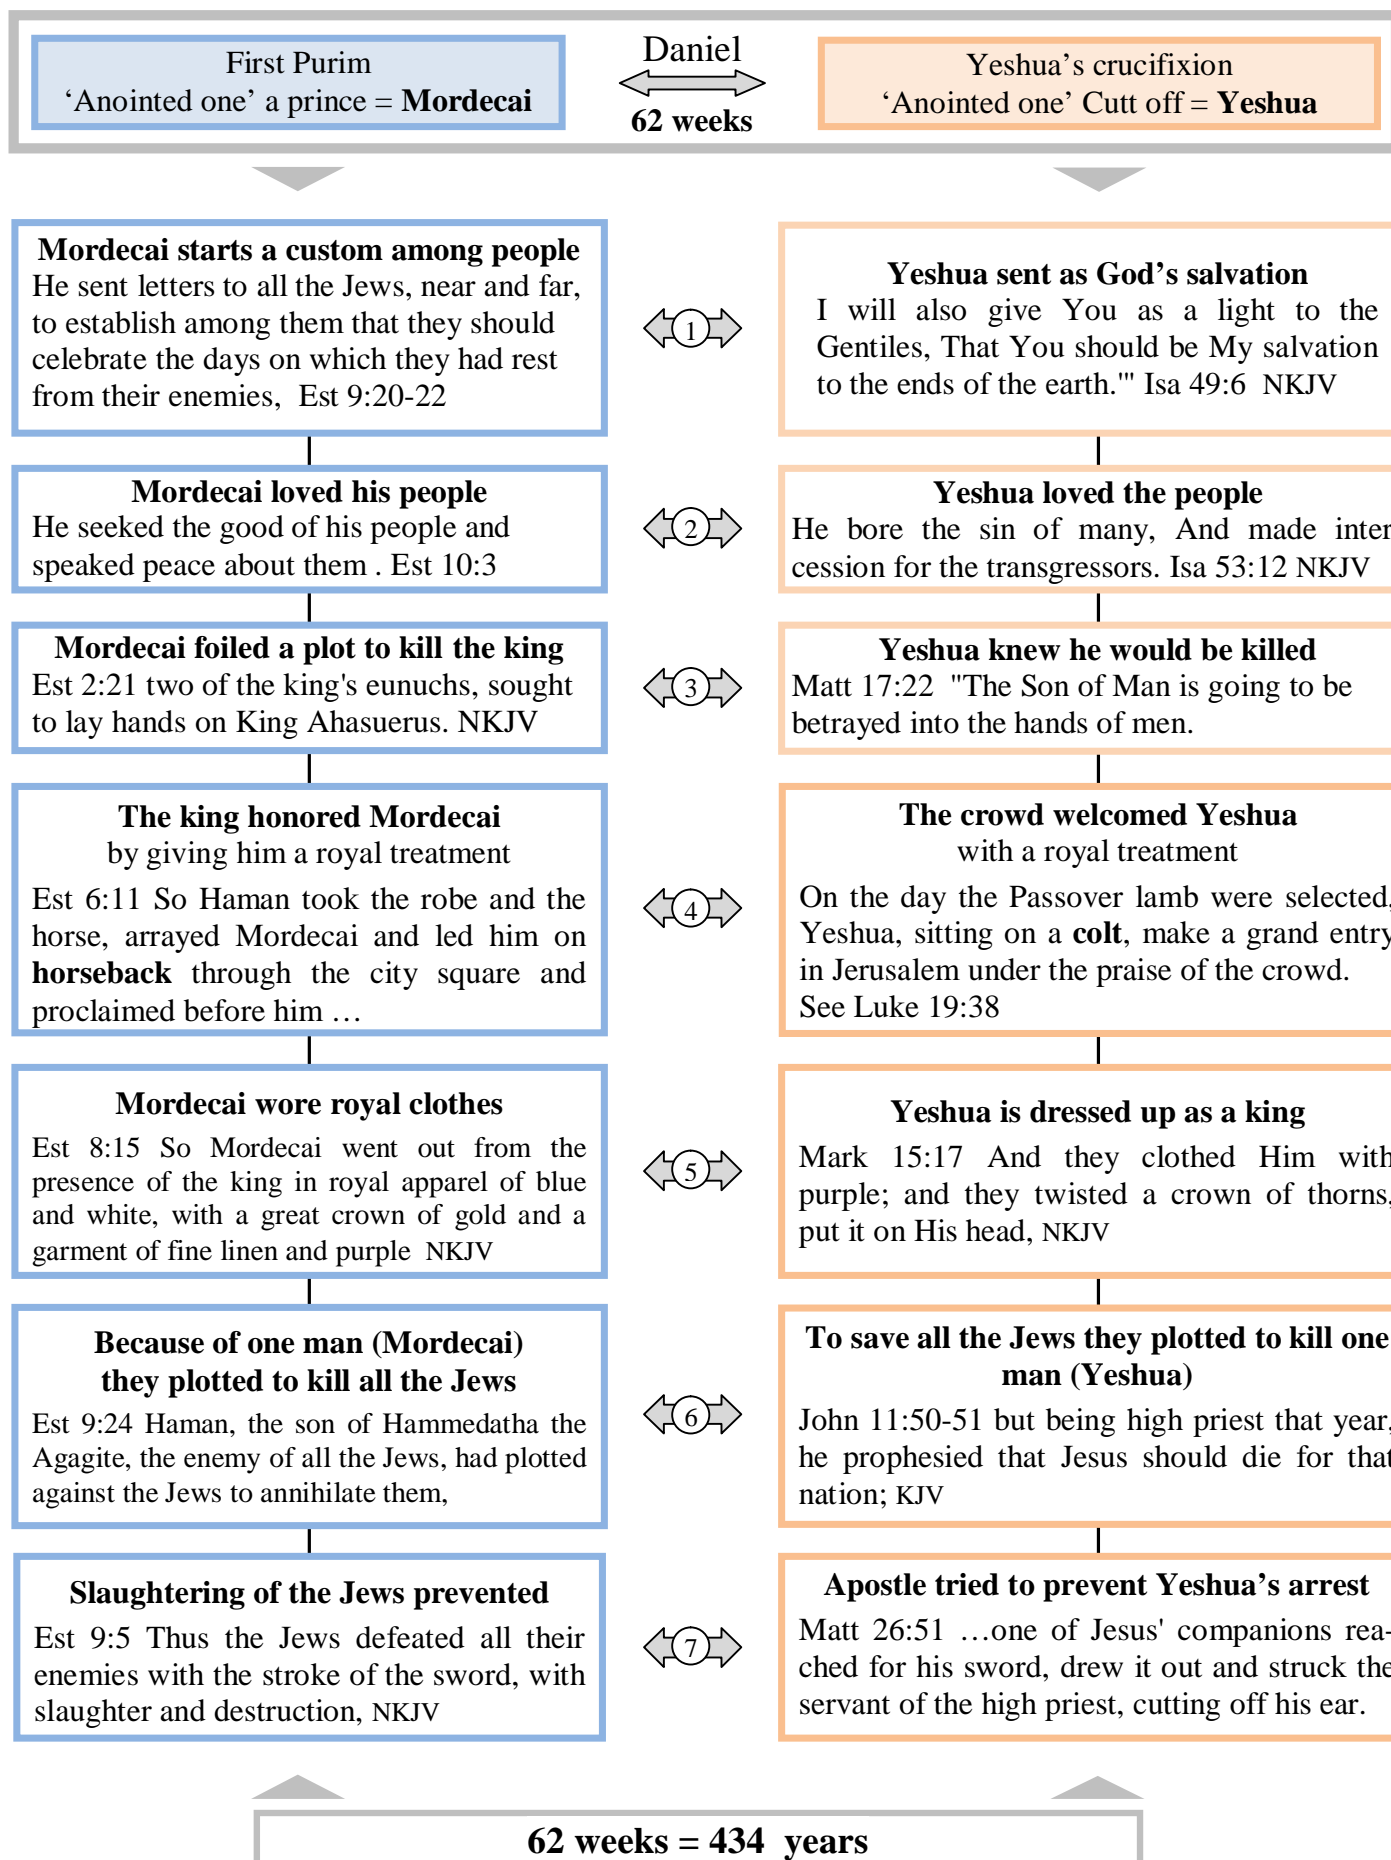 First Purim
‘Anointed one’ a prince = Mordecai
Daniel
62 weeks
Yeshua’s crucifixion
‘Anointed one’ Cutt off = Yeshua
Mordecai starts a custom among people
He sent letters to all the Jews, near and far,
to establish among them that they should
celebrate the days on which they had rest
from their enemies, Est 9:20-22
1
Yeshua sent as God’s salvation
I will also give You as a light to the
Gentiles, That You should be My salvation
to the ends of the earth.'" Isa 49:6 NKJV
Mordecai loved his people
He seeked the good of his people and
speaked peace about them . Est 10:3
2
Yeshua loved the people
He bore the sin of many, And made inter
cession for the transgressors. Isa 53:12 NKJV
Mordecai foiled a plot to kill the king
Est 2:21 two of the king's eunuchs, sought
to lay hands on King Ahasuerus. NKJV
3
Yeshua knew he would be killed
Matt 17:22 "The Son of Man is going to be
betrayed into the hands of men.
The king honored Mordecai
by giving him a royal treatment
Est 6:11 So Haman took the robe and the
horse, arrayed Mordecai and led him on
horseback through the city square and
proclaimed before him …
4
The crowd welcomed Yeshua
with a royal treatment
On the day the Passover lamb were selected,
Yeshua, sitting on a colt, make a grand entry
in Jerusalem under the praise of the crowd.
See Luke 19:38
Mordecai wore royal clothes
Est 8:15 So Mordecai went out from the
presence of the king in royal apparel of blue
and white, with a great crown of gold and a
garment of fine linen and purple NKJV
5
Yeshua is dressed up as a king
Mark 15:17 And they clothed Him with
purple; and they twisted a crown of thorns,
put it on His head, NKJV
Because of one man (Mordecai)
they plotted to kill all the Jews
Est 9:24 Haman, the son of Hammedatha the
Agagite, the enemy of all the Jews, had plotted
against the Jews to annihilate them,
6
To save all the Jews they plotted to kill one
man (Yeshua)
John 11:50-51 but being high priest that year,
he prophesied that Jesus should die for that
nation; KJV
Slaughtering of the Jews prevented
Est 9:5 Thus the Jews defeated all their
enemies with the stroke of the sword, with
slaughter and destruction, NKJV
7
Apostle tried to prevent Yeshua’s arrest
Matt 26:51 …one of Jesus' companions rea-
ched for his sword, drew it out and struck the
servant of the high priest, cutting off his ear.
62 weeks = 434 years